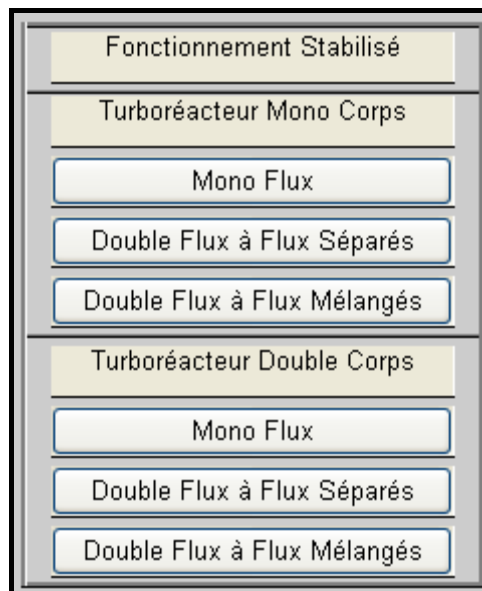 Fonctionnement Stabilisé
Turboréacteur Mono Corps
Mono Flux
Double Flux à Flux Séparés
Double Flux à Flux Mélangés
Turboréacteur Double Corps
Mono Flux
Double Flux à Flux Séparés
Double Flux à Flux Mélangés